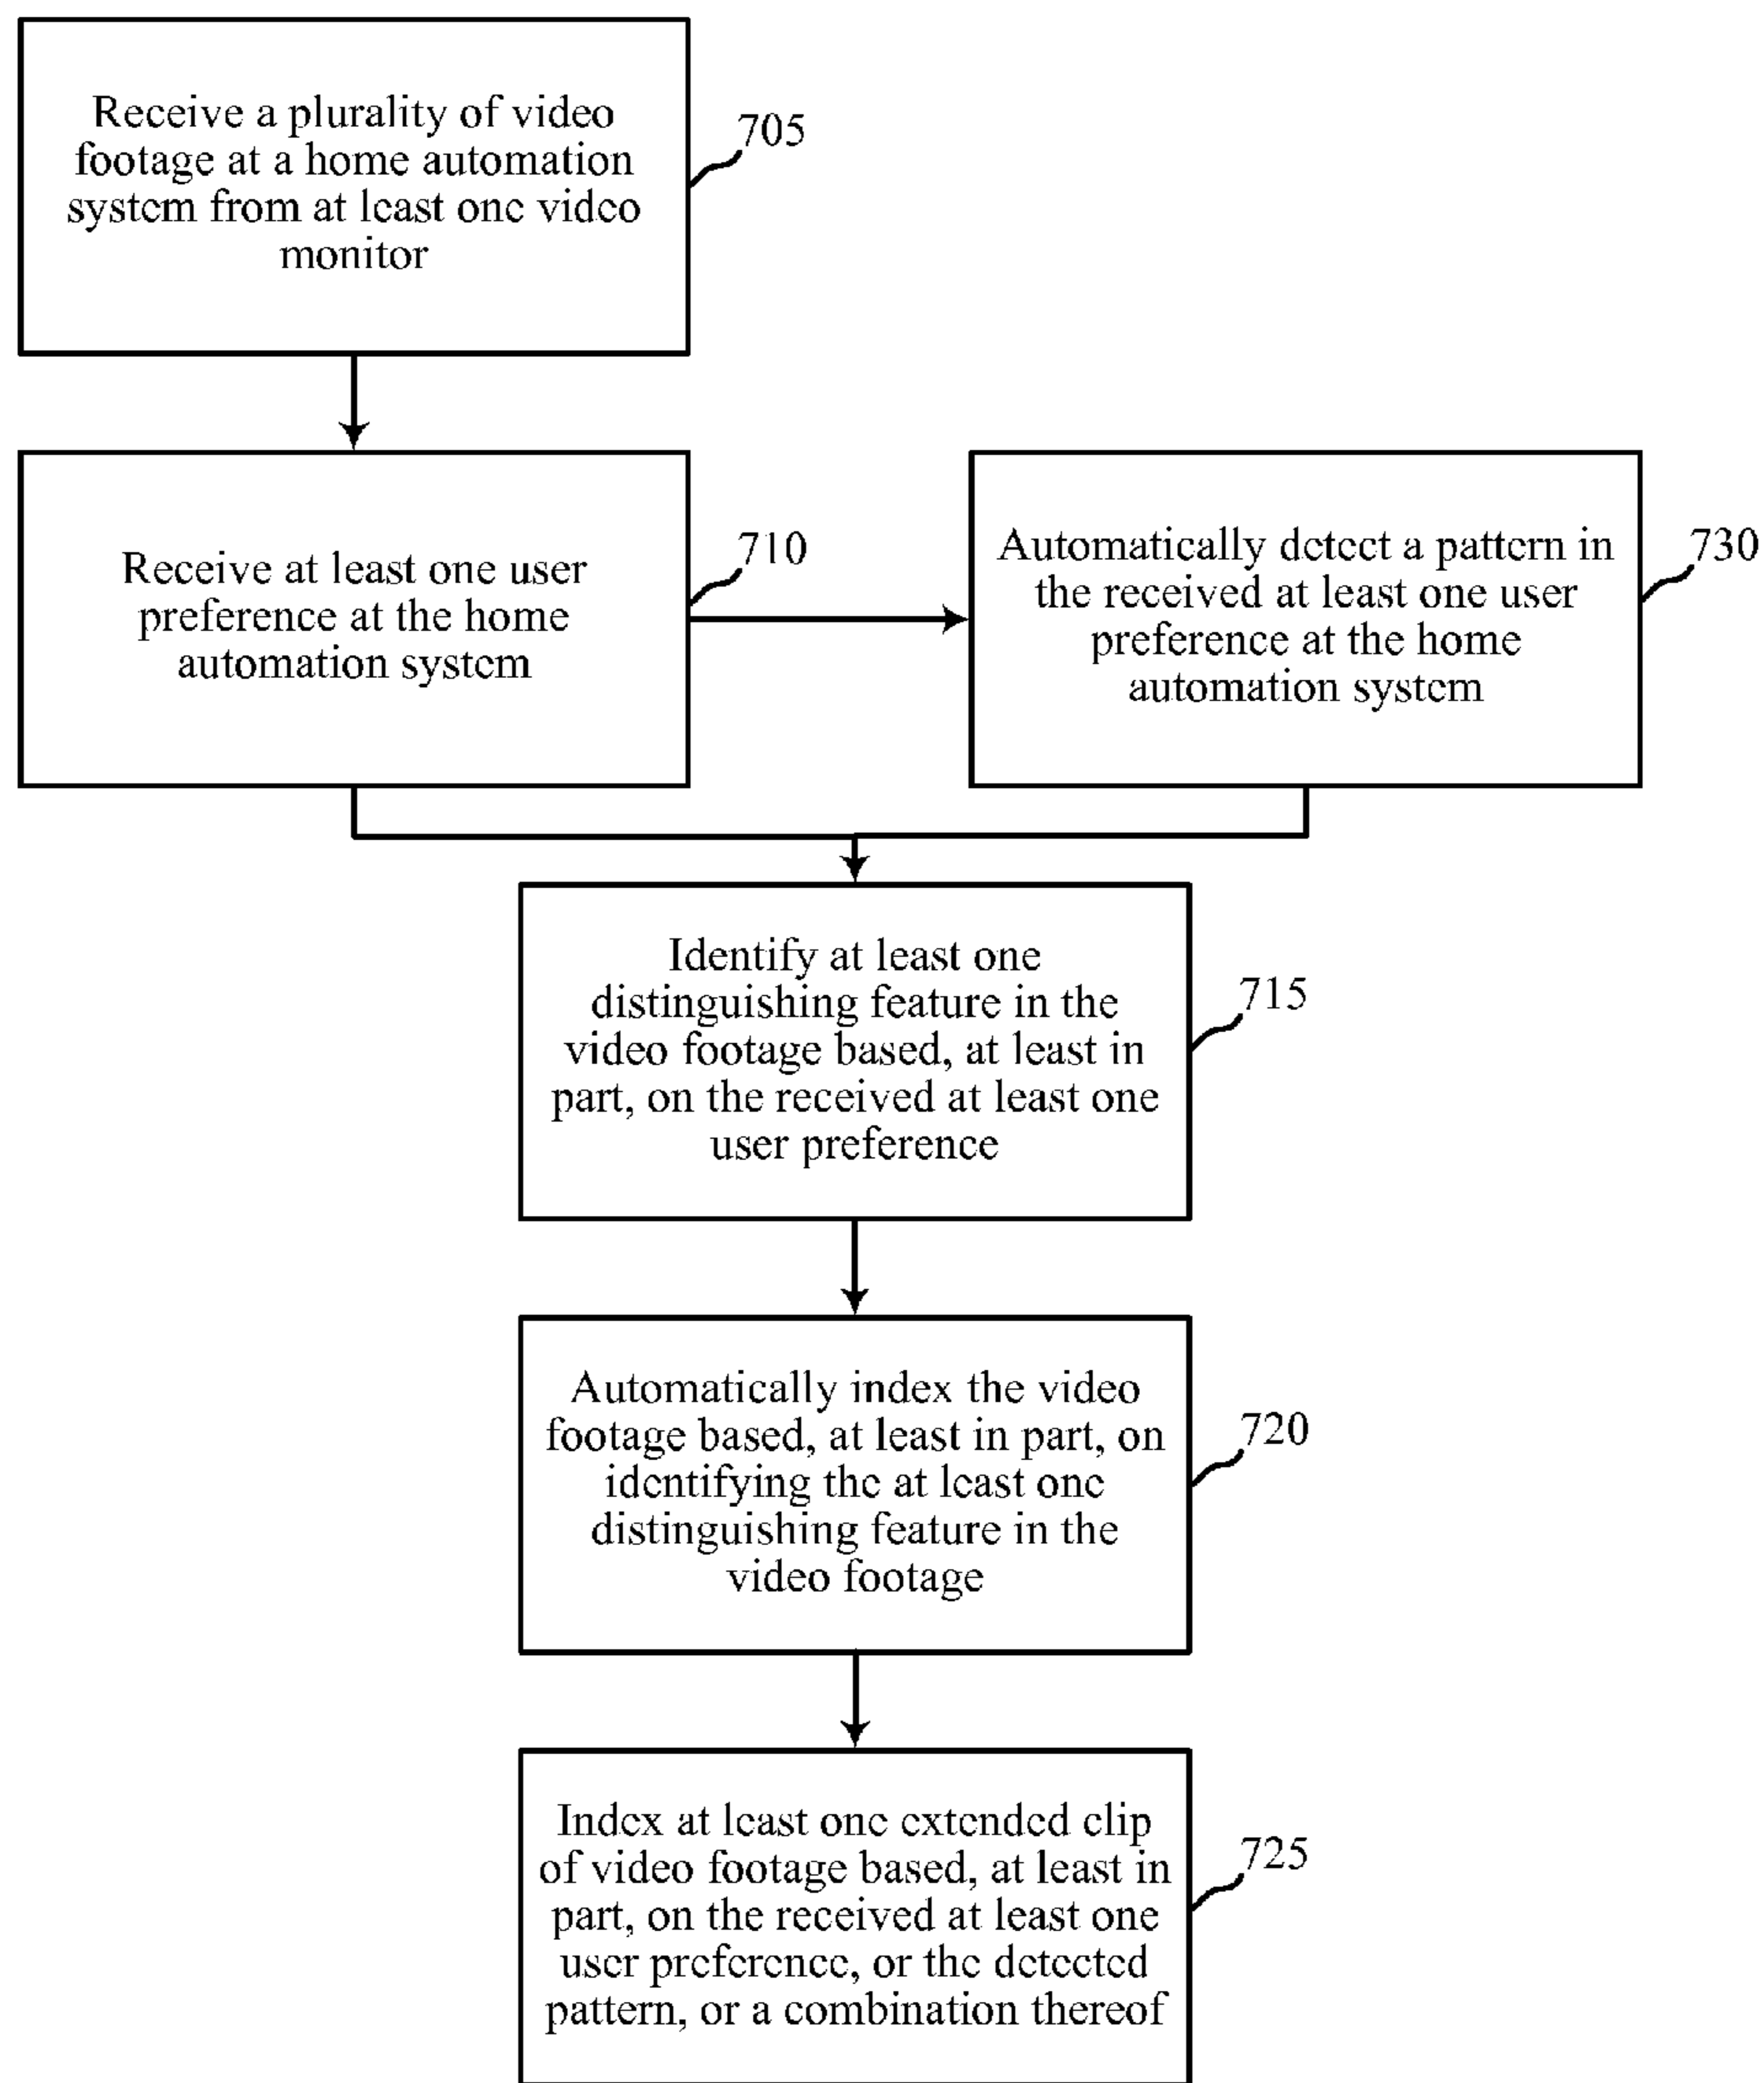 Receive a plurality of video
footage at a home automation
system from at least one video
monitor
705
Receive at least one user
preference at the home
automation system
710
Automatically detect a pattern in
the received at least one user
preference at the home
automation system
730
Identify at least one
distinguishing feature in the
video footage based, at least in
part, on the received at least one
user preference
715
Automatically index the video
footage based, at least in part, on
identifying the at least one
distinguishing feature in the
video footage
720
Index at least one extended clip
of video footage based, at least in
part, on the received at least one
user preference, or the detected
pattern, or a combination thereof
725